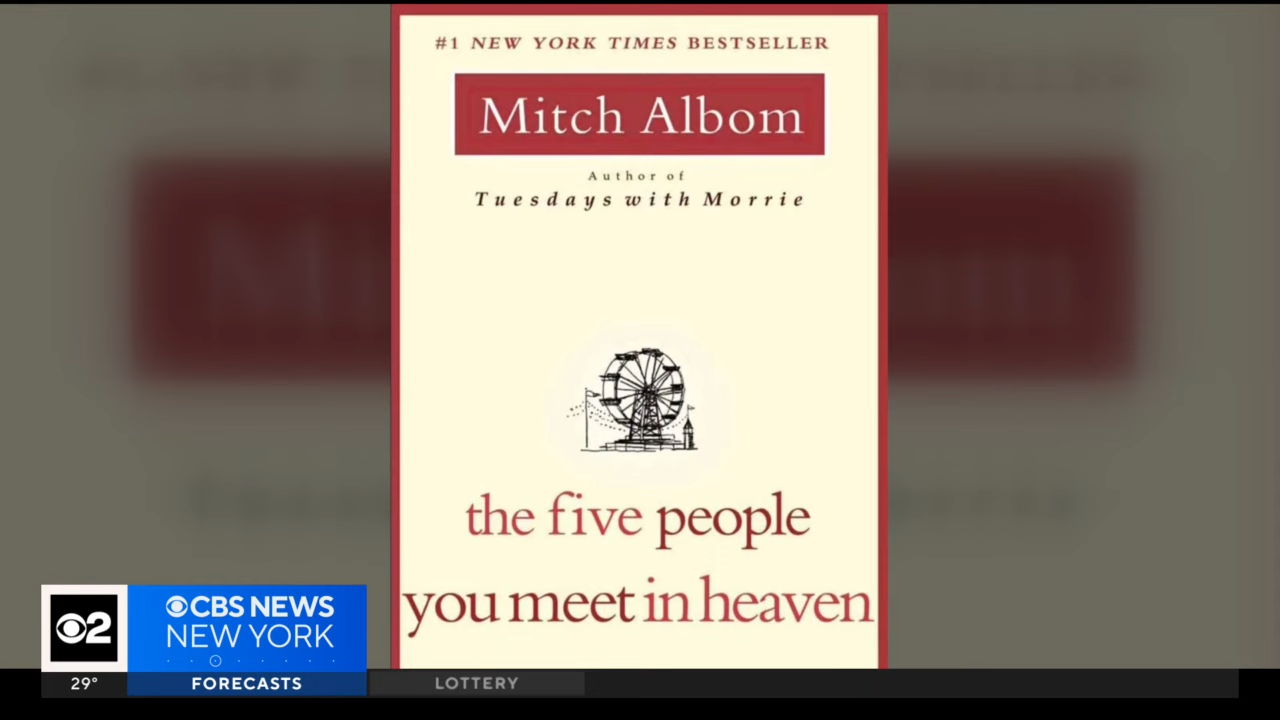 #1 NEW YORK TIMES BESTSELLER
Mitch Albom
Author of
Tuesdays with Morrie
the five people
you meet in heaven
2
CBS NEWS
NEW YORK
29°
FORECASTS
LOTTERY